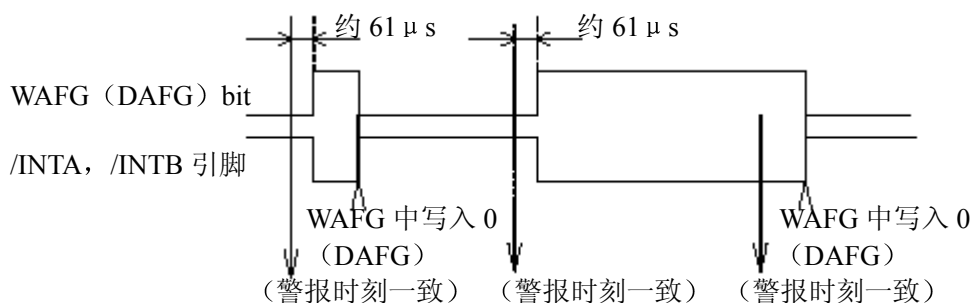 约 61 μ s 约 61 μ s
WAFG（DAFG）bit
/INTA，/INTB 引脚
WAFG 中写入 0 WAFG 中写入 0
（DAFG） （DAFG）
（警报时刻一致） （警报时刻一致） （警报时刻一致）